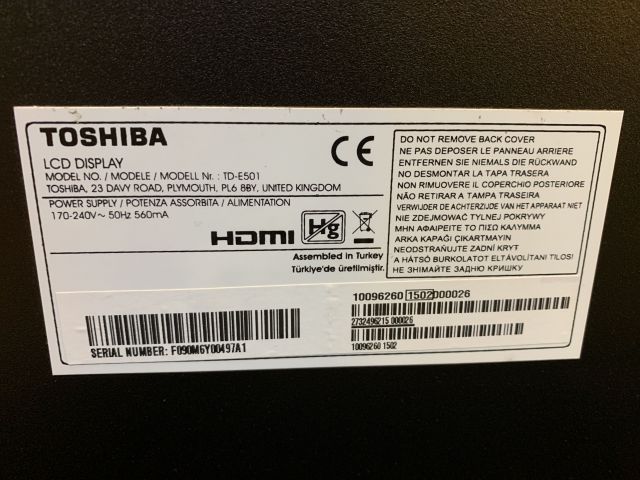 TOSHIBA
LCD DISPLAY
MODEL NO. / MODELE / MODELL Nr. : TD-E501
TOSHIBA, 23 DAVY ROAD, PLYMOUTH, PL6 8BY, UNITED KINGDOM
POWER SUPPLY / POTENZA ASSORBITA / ALIMENTATION
170-240V~ 50Hz 560mA
CE
HDMI
Hg
Assembled in Turkey
Türkiye'de üretilmiştir.
DO NOT REMOVE BACK COVER
NE PAS DEPOSER LE PANNEAU ARRIERE
ENTFERNEN SIE NIEMALS DIE RÜCKWAND
NO DESMONTAR LA TAPA TRASERA
NON RIMUOVERE IL COPERCHIO POSTERIORE
NÃO RETIRAR A TAMPA TRASEIRA
VERWIJDER DE ACHTERZIJDE VAN HET APPARAAT NIET
NIE ZDEJMOWAĆ TYLNEJ POKRYWY
ΜΗΝ ΑΦΑΙΡΕΙΤΕ ΤΟ ΠΙΣΩ ΚΑΛΥΜΜΑ
ARKA KAPAĞI ÇIKARTMAYIN
NEODSTRAŇUJTE ZADNÍ KRYT
A HÁTSÓ BURKOLATOT ELTÁVOLÍTANI TILOS!
НЕ СНИМАЙТЕ ЗАДНЮЮ КРИШКУ
SERIAL NUMBER: F090M6Y00497A1
10096260 1502000026
2732496215 000026
10096260 1502